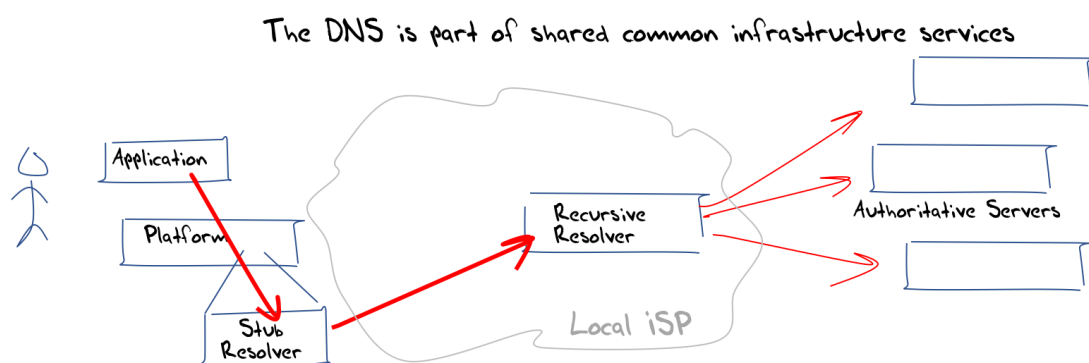 The DNS is part of shared common infrastructure services
Application
Platform
Stub
Resolver
Recursive
Resolver
Local iSP
Authoritative Servers